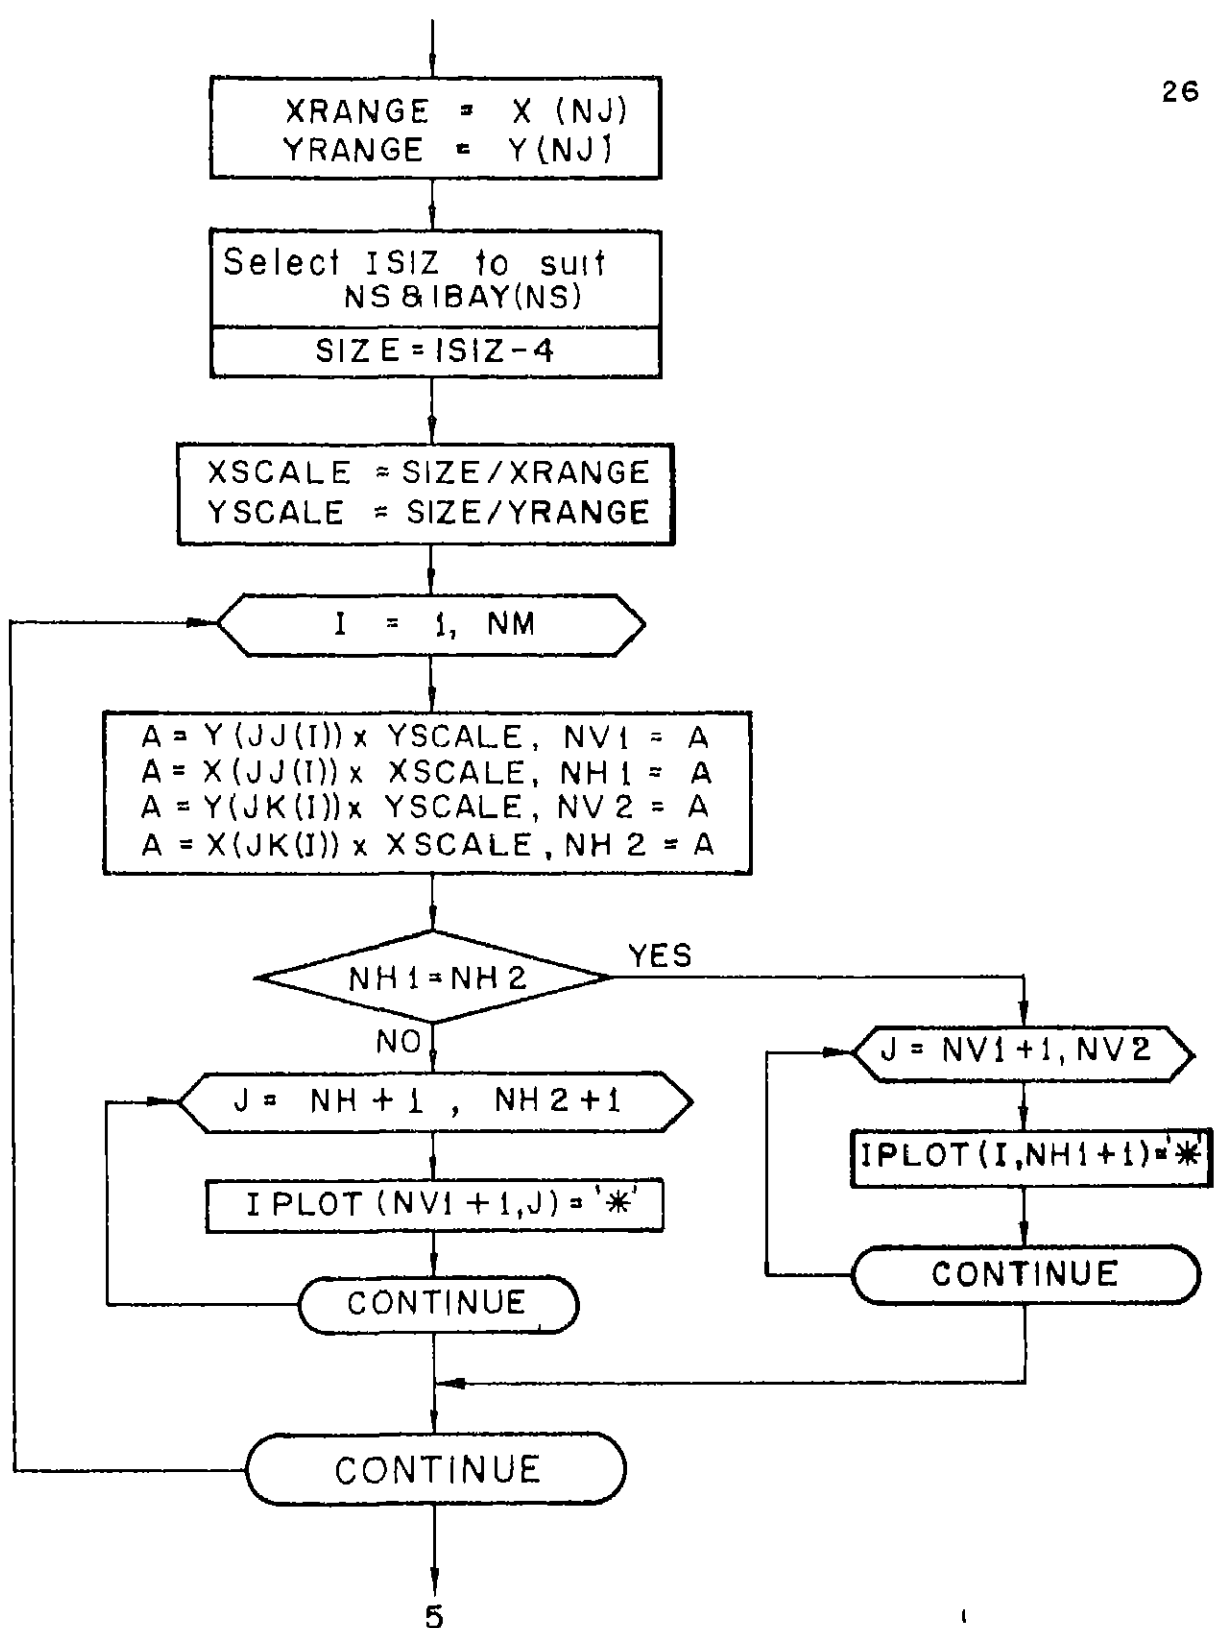 26
XRANGE = X (NJ)
YRANGE = Y(NJ)
Select ISIZ to suit
NS & IBAY(NS)
SIZE = ISIZ-4
XSCALE = SIZE/XRANGE
YSCALE = SIZE/YRANGE
I = 1, NM
A = Y(JJ(I)) x YSCALE, NV1 = A
A = X(JJ(I)) x XSCALE, NH1 = A
A = Y(JK(I)) x YSCALE, NV2 = A
A = X(JK(I)) x XSCALE, NH2 = A
NH1 = NH2
YES
NO
J = NV1+1, NV2
J = NH + 1 , NH2+1
IPLOT(I,NH1+1)='*'
IPLOT(NV1+1,J)='*'
CONTINUE
CONTINUE
CONTINUE
5